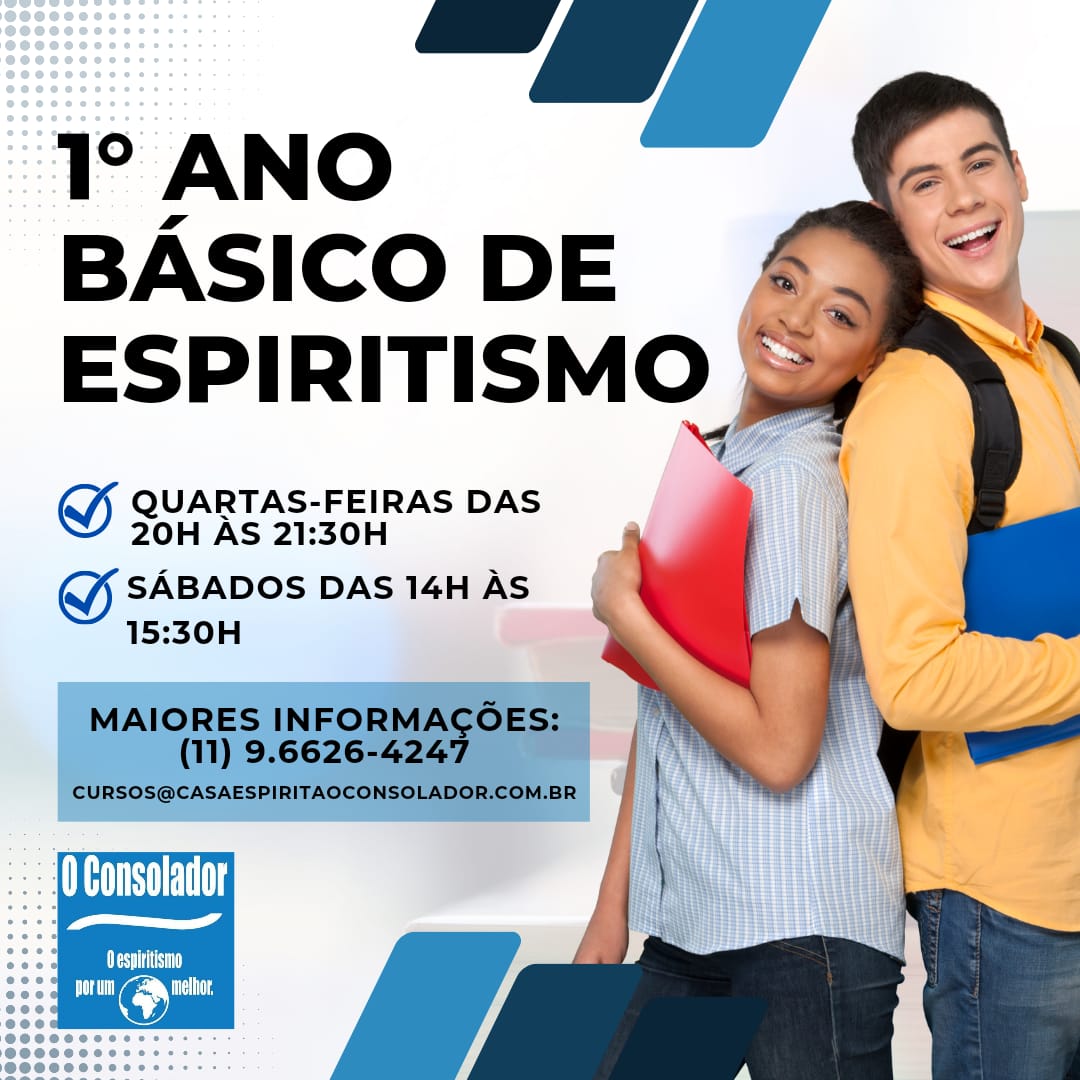 1º ANO
BÁSICO DE
ESPIRITISMO
QUARTAS-FEIRAS DAS
20H ÀS 21:30H
SÁBADOS DAS 14H ÀS
15:30H
MAIORES INFORMAÇÕES:
(11) 9.6626-4247
CURSOS@CASAESPIRITAOCONSOLADOR.COM.BR
O Consolador
O espiritismo
por um melhor.